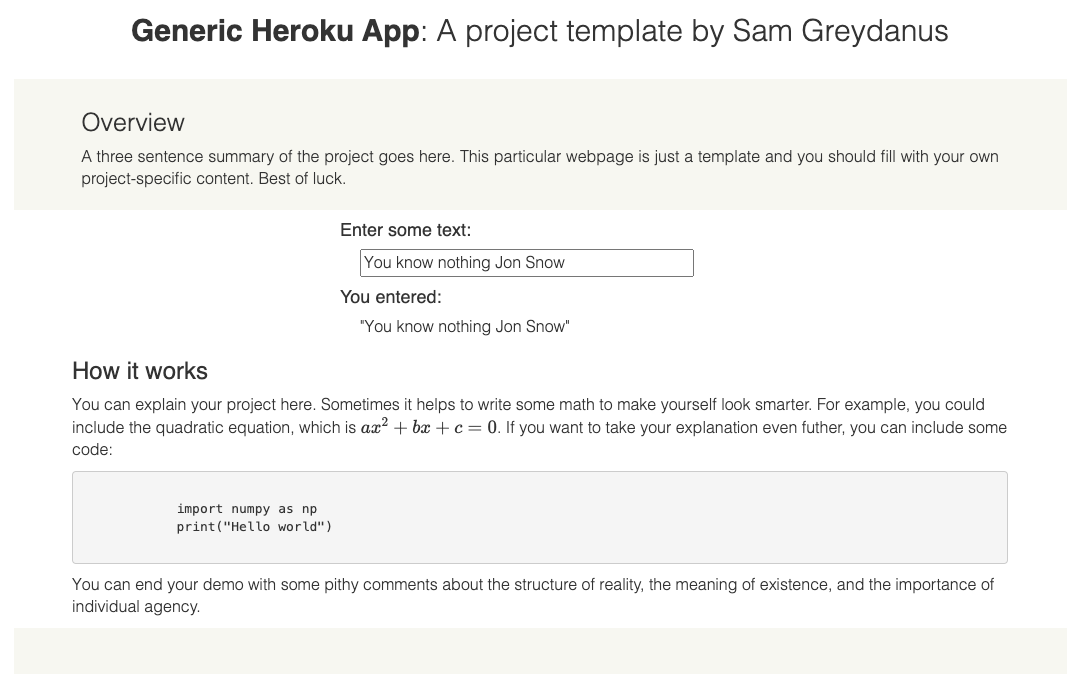 Generic Heroku App: A project template by Sam Greydanus
Overview
A three sentence summary of the project goes here. This particular webpage is just a template and you should fill with your own
project-specific content. Best of luck.
Enter some text:
You know nothing Jon Snow
You entered:
"You know nothing Jon Snow"
How it works
You can explain your project here. Sometimes it helps to write some math to make yourself look smarter. For example, you could
include the quadratic equation, which is ax² + bx + c = 0. If you want to take your explanation even futher, you can include some
code:
import numpy as np
print("Hello world")
You can end your demo with some pithy comments about the structure of reality, the meaning of existence, and the importance of
individual agency.